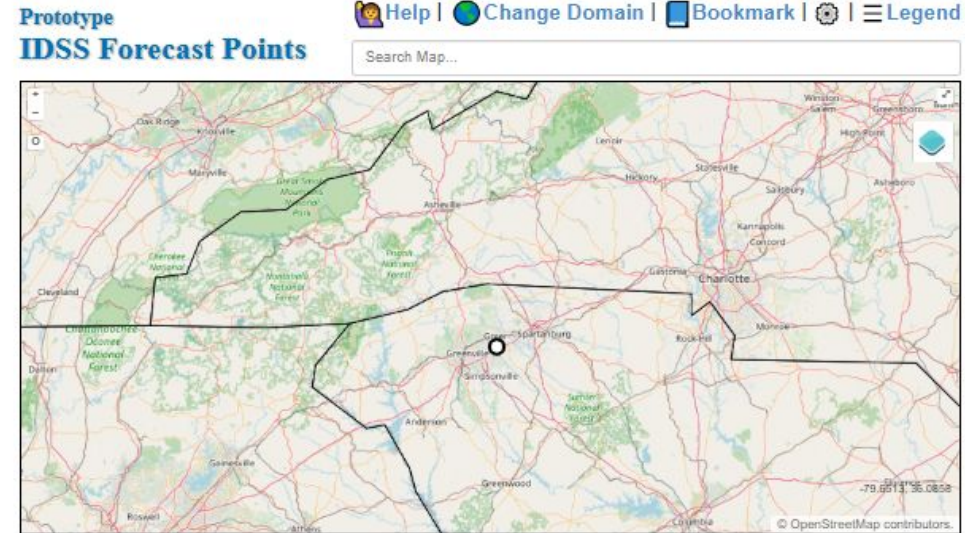 Prototype
IDSS Forecast Points
Help | Change Domain | Bookmark | | Legend
Search Map...
+
-
O
Oak Ridge
Knoxville
Maryville
Great Smoky
Mountains
National
Park
Cherokee
National
Forest
Nantahala
National
Forest
Pisgah
National
Forest
Asheville
Lenoir
Hickory
Statesville
Winston
Salem
Greensboro
High Point
Salisbury
Asheboro
Kannapolis
Concord
Gastonia
Charlotte
Cleveland
Chattahoochee-
Oconee
National
Forest
Dalton
Greer
Spartanburg
Greenville
Simpsonville
Rock Hill
Monroe
Sumter
National
Forest
Anderson
Gainesville
Greenwood
Roswell
Athens
Columbia
-79.6513, 36.0858
© OpenStreetMap contributors.